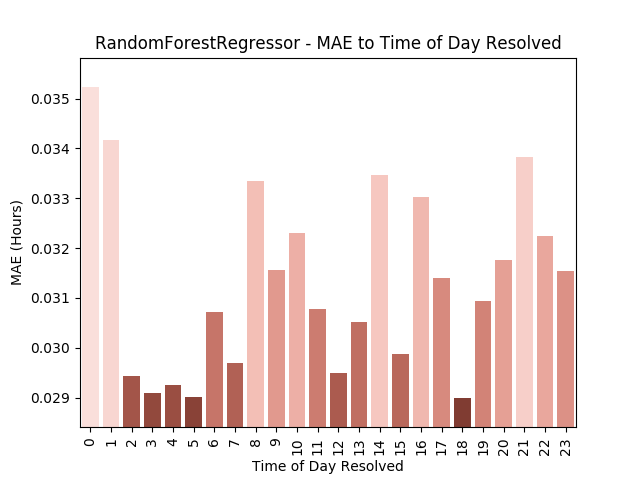 RandomForestRegressor - MAE to Time of Day Resolved
0.035
0.034
0.033
0.032
0.031
0.030
0.029
MAE (Hours)
0 1 2 3 4 5 6 7 8 9 10 11 12 13 14 15 16 17 18 19 20 21 22 23
Time of Day Resolved